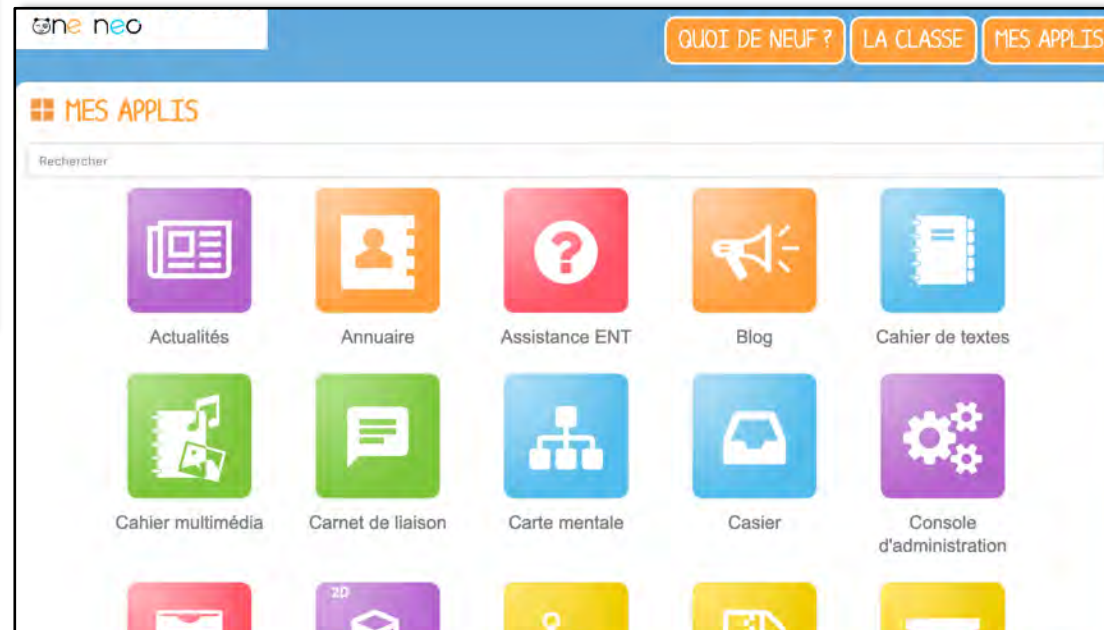 One neo
QUOI DE NEUF ?
LA CLASSE
MES APPLIS
MES APPLIS
Rechercher
Actualités
Annuaire
Assistance ENT
Blog
Cahier de textes
Cahier multimédia
Carnet de liaison
Carte mentale
Casier
Console
d'administration
2D